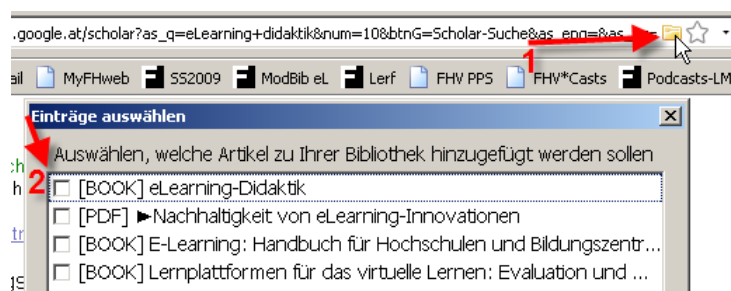 .google.at/scholar?as_q=eLearning+didaktik&num=10&btnG=Scholar-Suche&as_epq=&as
1
ail MyFHweb SS2009 ModBib eL Lerf FHV PPS FHV*Casts Podcasts-LM
Einträge auswählen
Auswählen, welche Artikel zu Ihrer Bibliothek hinzugefügt werden sollen
2
[BOOK] eLearning-Didaktik
[PDF] ►Nachhaltigkeit von eLearning-Innovationen
[BOOK] E-Learning: Handbuch für Hochschulen und Bildungszentr...
[BOOK] Lernplattformen für das virtuelle Lernen: Evaluation und ...